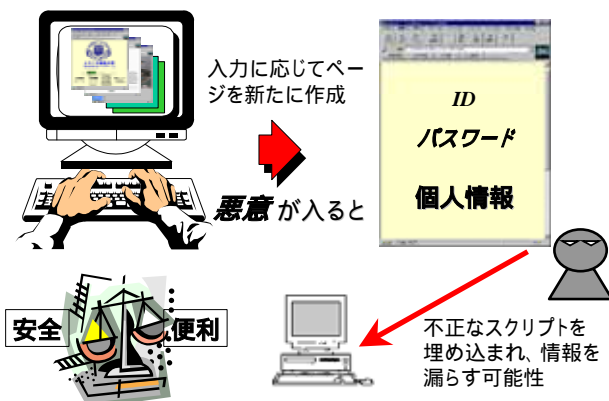 入力に応じてペー
ジを新たに作成
悪意 が入ると
ID
パスワード
個人情報
安全
便利
不正なスクリプトを
埋め込まれ、情報を
漏らす可能性